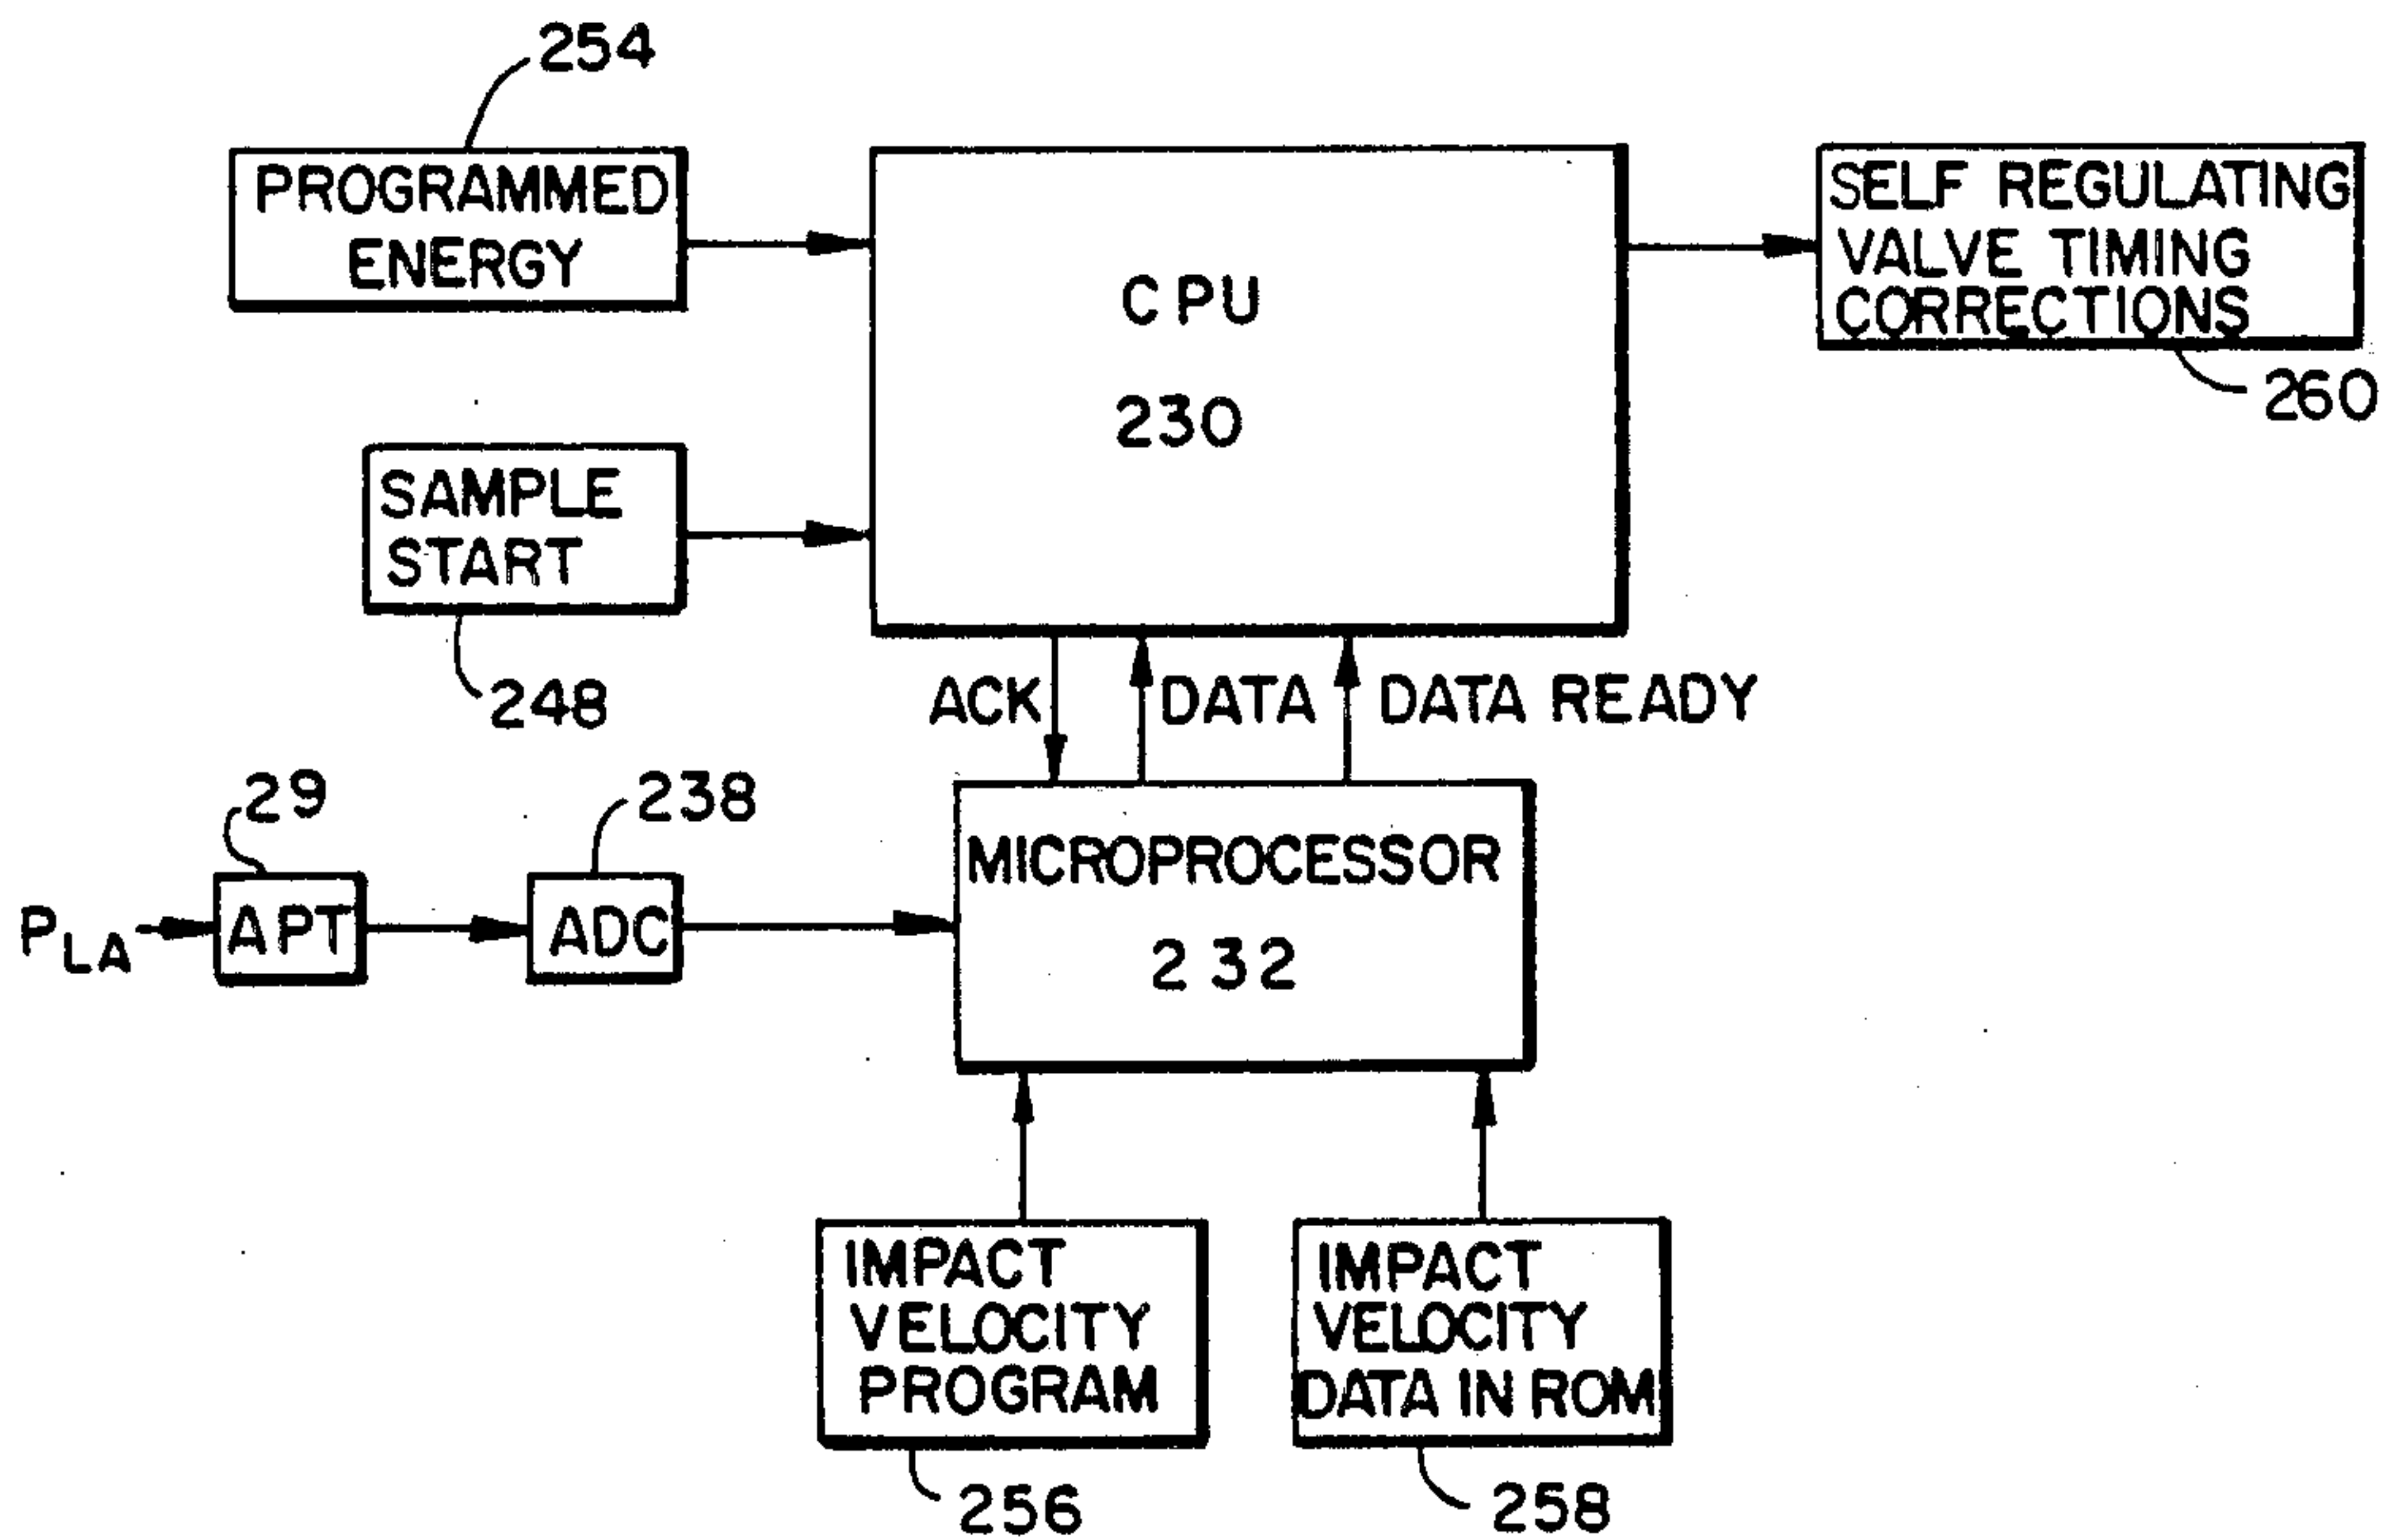 254
PROGRAMMED
ENERGY
CPU
230
SELF REGULATING
VALVE TIMING
CORRECTIONS
260
SAMPLE
START
248
ACK
DATA
DATA READY
29
238
PLA
APT
ADC
MICROPROCESSOR
232
IMPACT
VELOCITY
PROGRAM
256
IMPACT
VELOCITY
DATA IN ROM
258